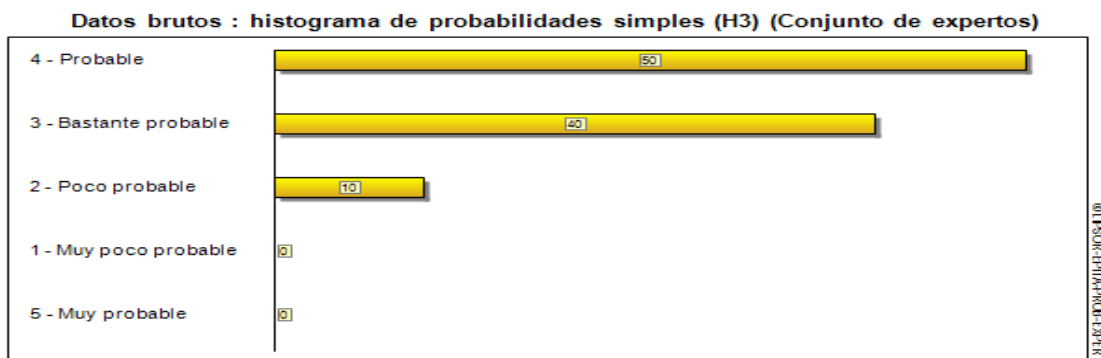 Datos brutos : histograma de probabilidades simples (H3) (Conjunto de expertos)
4 - Probable
50
3 - Bastante probable
40
2 - Poco probable
10
1 - Muy poco probable
0
5 - Muy probable
0